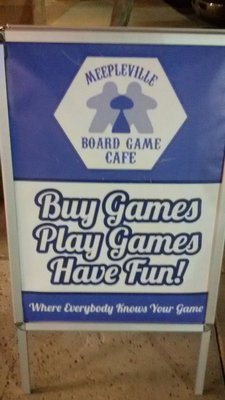 MEEPLEVILLE
BOARD GAME
CAFE
Buy Games
Play Games
Have Fun!
Where Everybody Knows Your Game